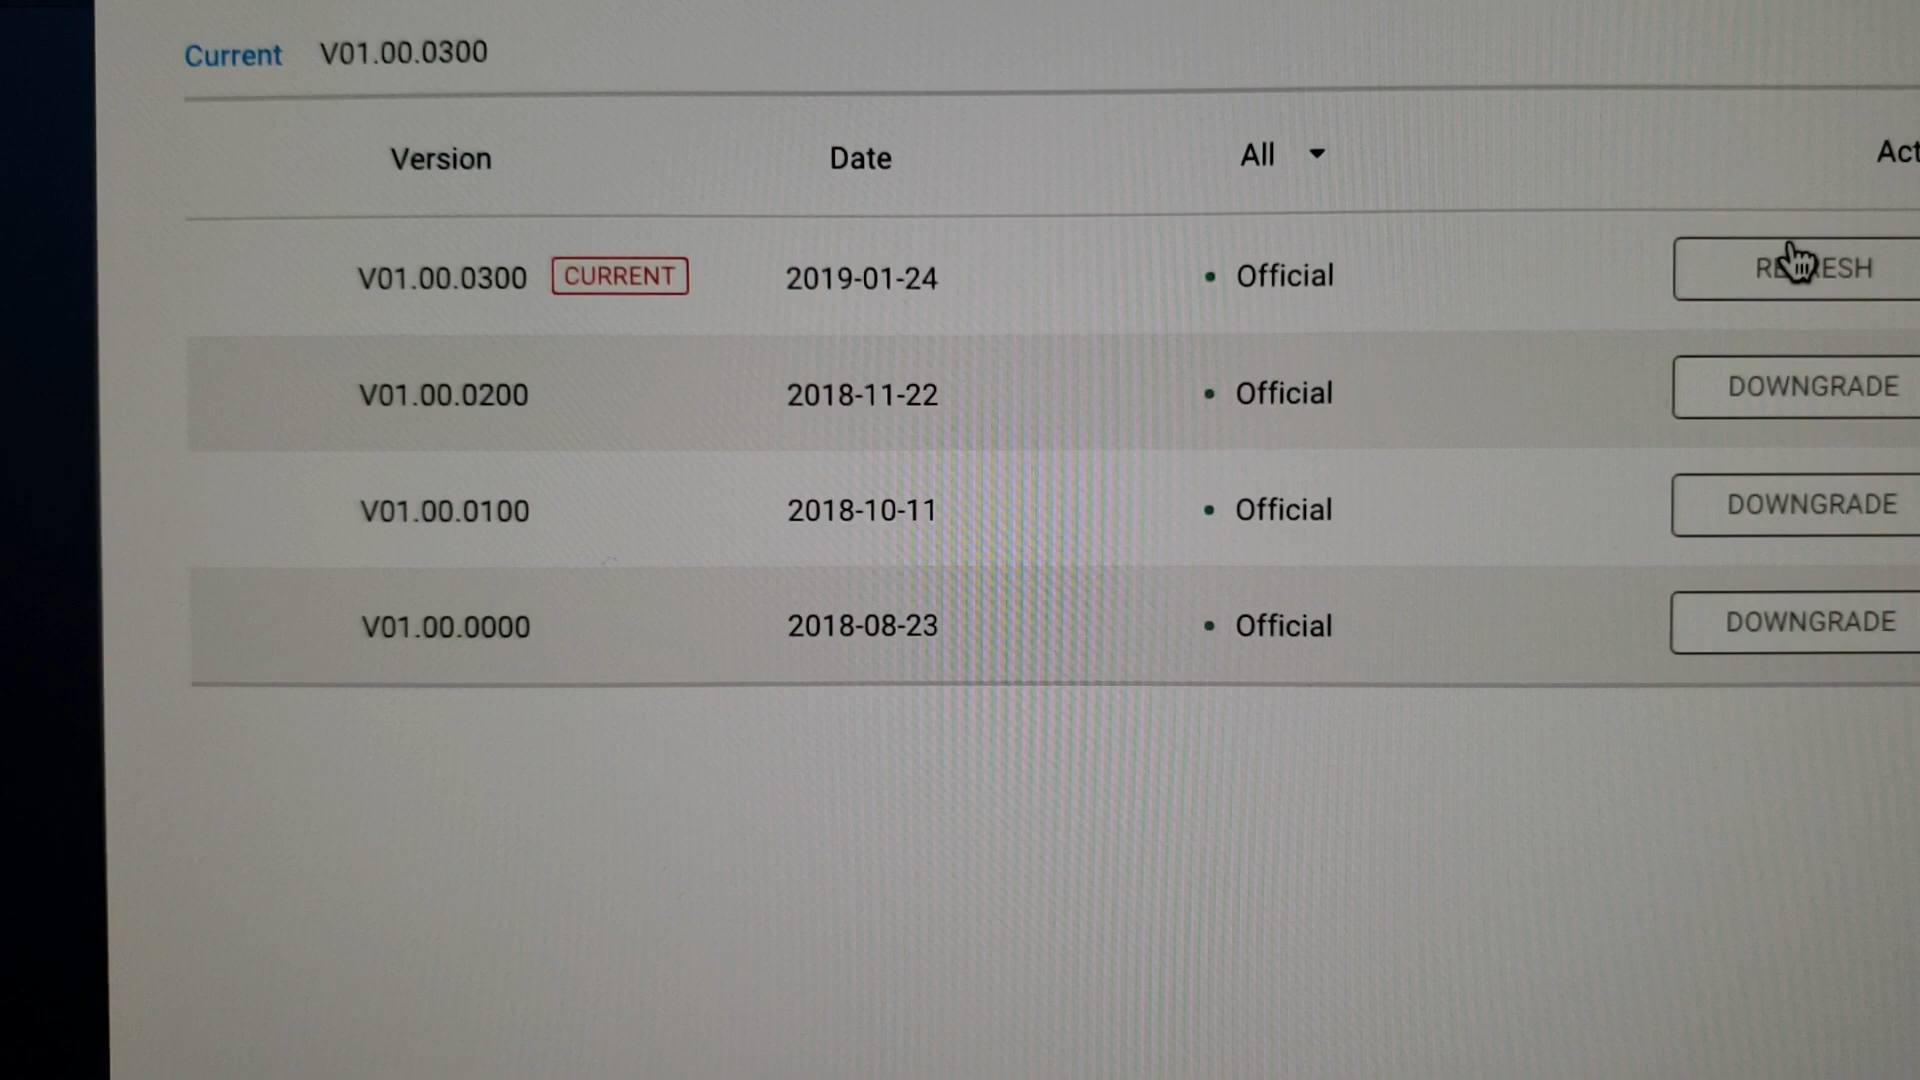 Current V01.00.0300
Version Date All Act
V01.00.0300 CURRENT 2019-01-24 • Official REFRESH
V01.00.0200 2018-11-22 • Official DOWNGRADE
V01.00.0100 2018-10-11 • Official DOWNGRADE
V01.00.0000 2018-08-23 • Official DOWNGRADE